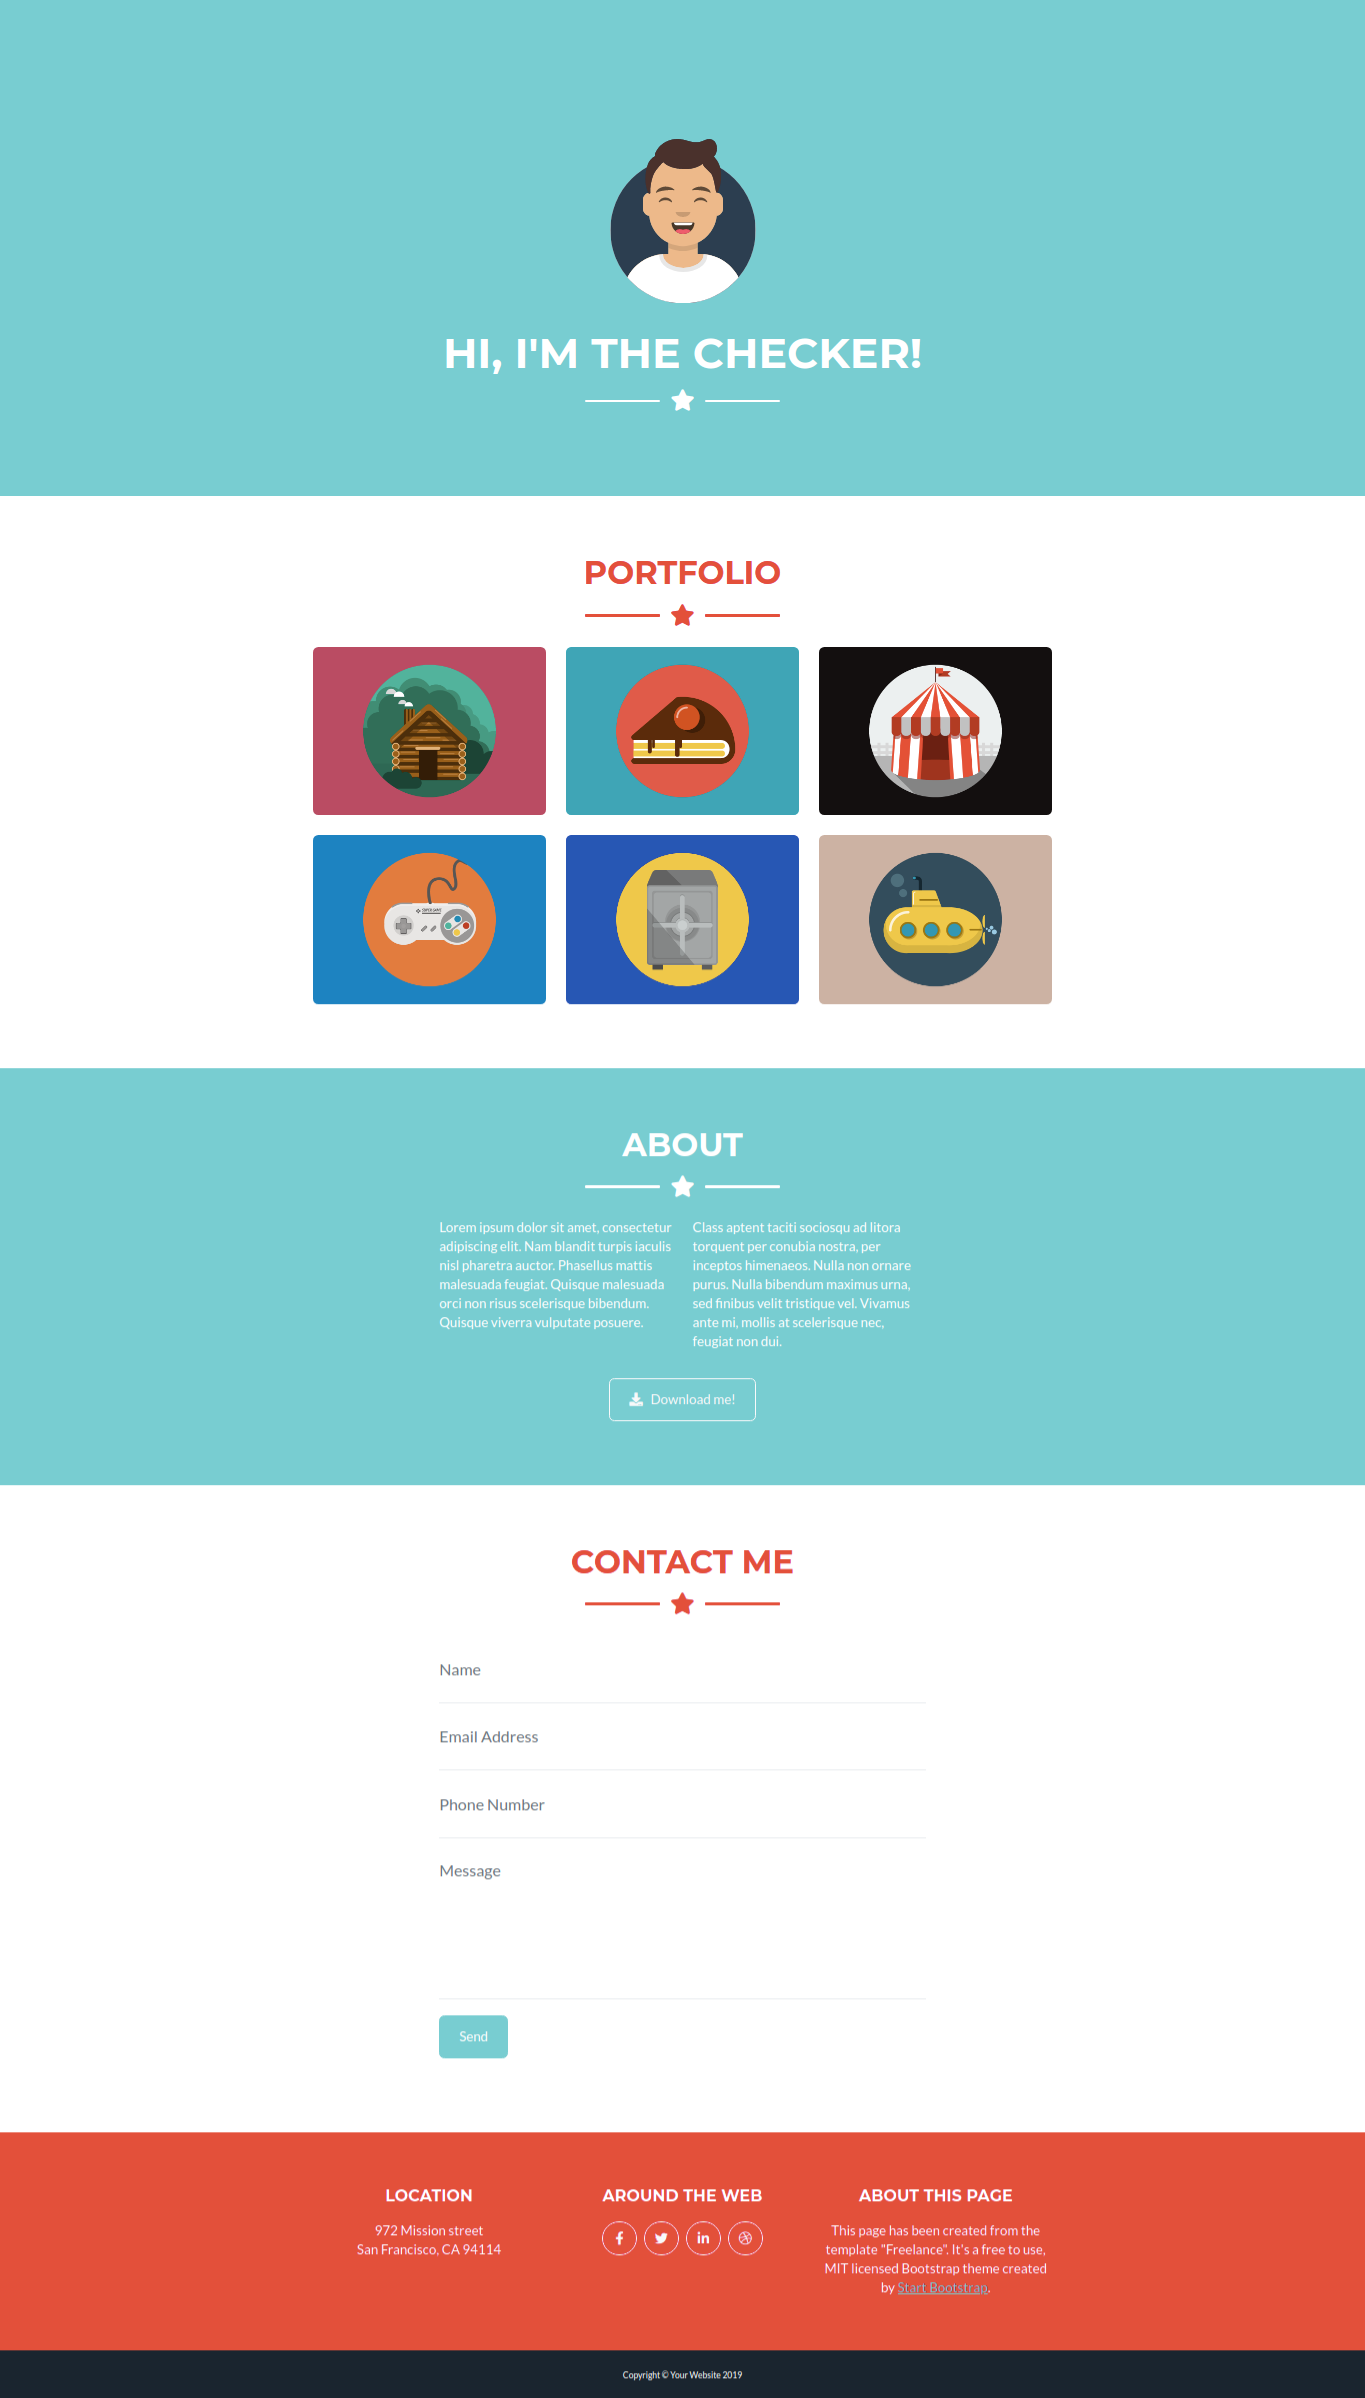 HI, I'M THE CHECKER!
PORTFOLIO
SUPER GAME
ABOUT
Lorem ipsum dolor sit amet, consectetur
adipiscing elit. Nam blandit turpis iaculis
nisl pharetra auctor. Phasellus mattis
malesuada feugiat. Quisque malesuada
orci non risus scelerisque bibendum.
Quisque viverra vulputate posuere.
Class aptent taciti sociosqu ad litora
torquent per conubia nostra, per
inceptos himenaeos. Nulla non ornare
purus. Nulla bibendum maximus urna,
sed finibus velit tristique vel. Vivamus
ante mi, mollis at scelerisque nec,
feugiat non dui.
Download me!
CONTACT ME
Name
Email Address
Phone Number
Message
Send
LOCATION
972 Mission street
San Francisco, CA 94114
AROUND THE WEB
ABOUT THIS PAGE
This page has been created from the
template "Freelance". It's a free to use,
MIT licensed Bootstrap theme created
by Start Bootstrap.
Copyright © Your Website 2019